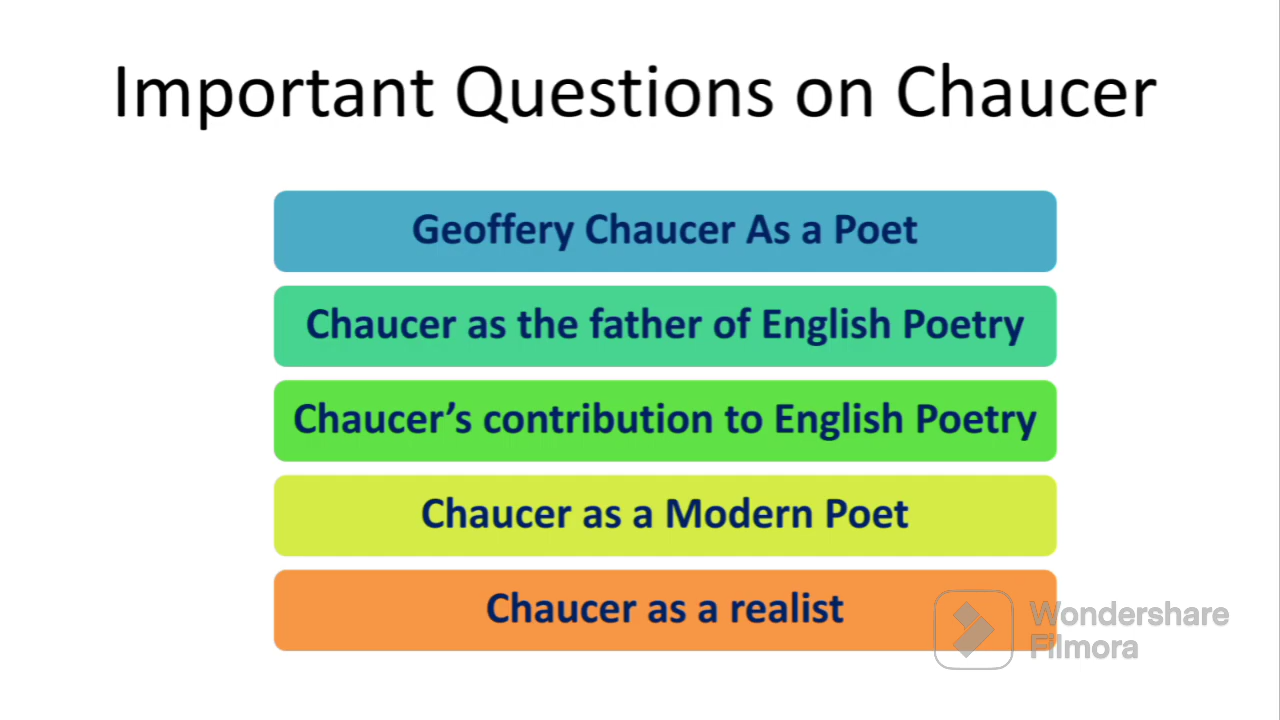 Important Questions on Chaucer
Geoffery Chaucer As a Poet
Chaucer as the father of English Poetry
Chaucer’s contribution to English Poetry
Chaucer as a Modern Poet
Chaucer as a realist
Wondershare
Filmora